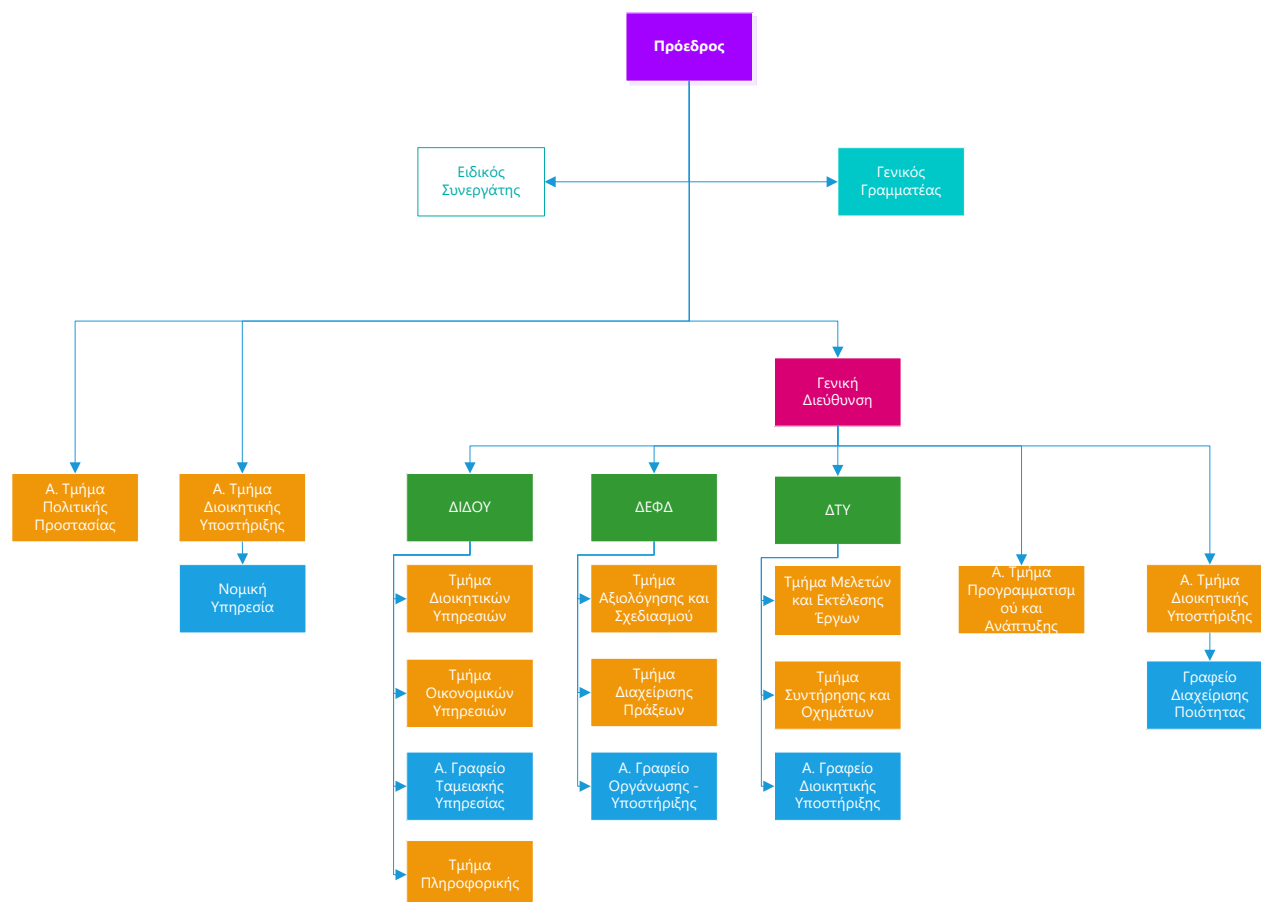 Πρόεδρος
Ειδικός
Συνεργάτης
Γενικός
Γραμματέας
Γενική
Διεύθυνση
Α. Τμήμα
Πολιτικής
Προστασίας
Α. Τμήμα
Διοικητικής
Υποστήριξης
Νομική
Υπηρεσία
ΔΙΔΟΥ
Τμήμα
Διοικητικών
Υπηρεσιών
Τμήμα
Οικονομικών
Υπηρεσιών
Α. Γραφείο
Ταμειακής
Υπηρεσίας
Τμήμα
Πληροφορικής
ΔΕΦΔ
Τμήμα
Αξιολόγησης και
Σχεδιασμού
Τμήμα
Διαχείρισης
Πράξεων
Α. Γραφείο
Οργάνωσης -
Υποστήριξης
ΔΤΥ
Τμήμα Μελετών
και Εκτέλεσης
Έργων
Τμήμα
Συντήρησης και
Οχημάτων
Α. Γραφείο
Διοικητικής
Υποστήριξης
Α. Τμήμα
Προγραμματισμ
ού και
Ανάπτυξης
Α. Τμήμα
Διοικητικής
Υποστήριξης
Γραφείο
Διαχείρισης
Ποιότητας